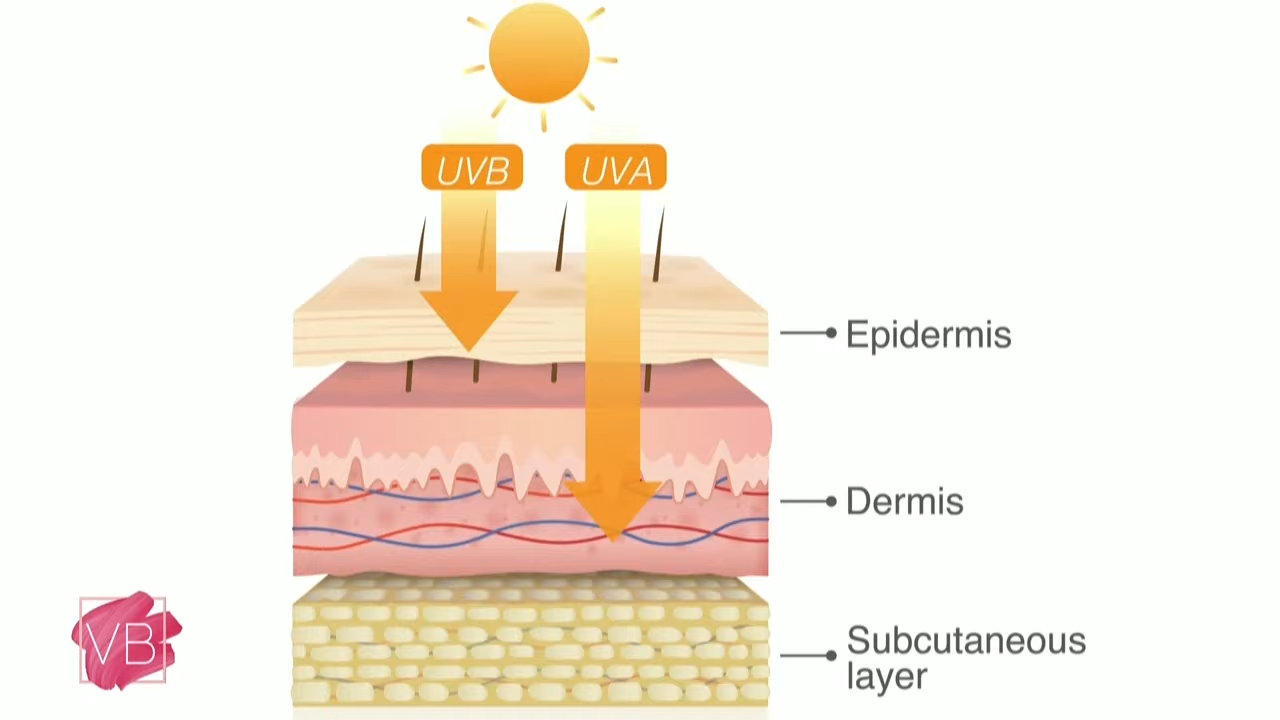 UVB UVA
Epidermis
Dermis
Subcutaneous
layer
VB